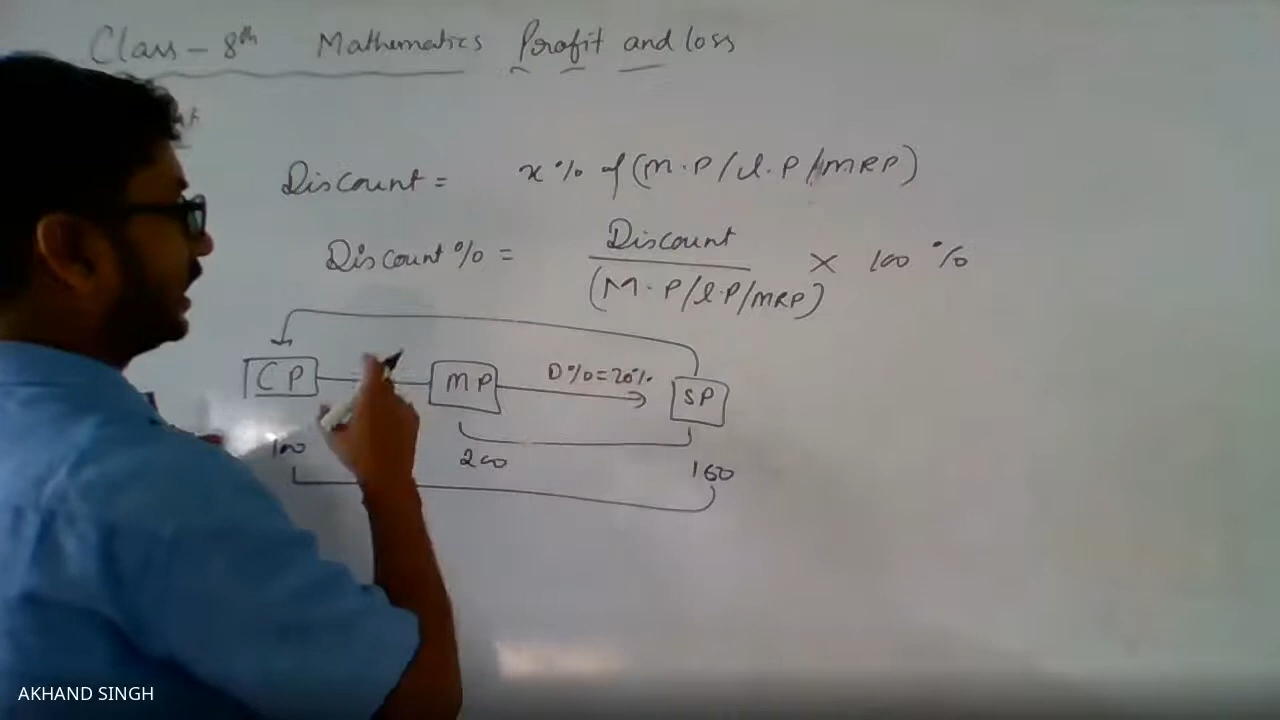 Class - 8th Mathematics Profit and loss
Discount = x% of (M.P/l.P/MRP)
Discount % = Discount / (M.P/l.P/MRP) × 100 %
CP MP D%=20% SP
100 200 160
AKHAND SINGH